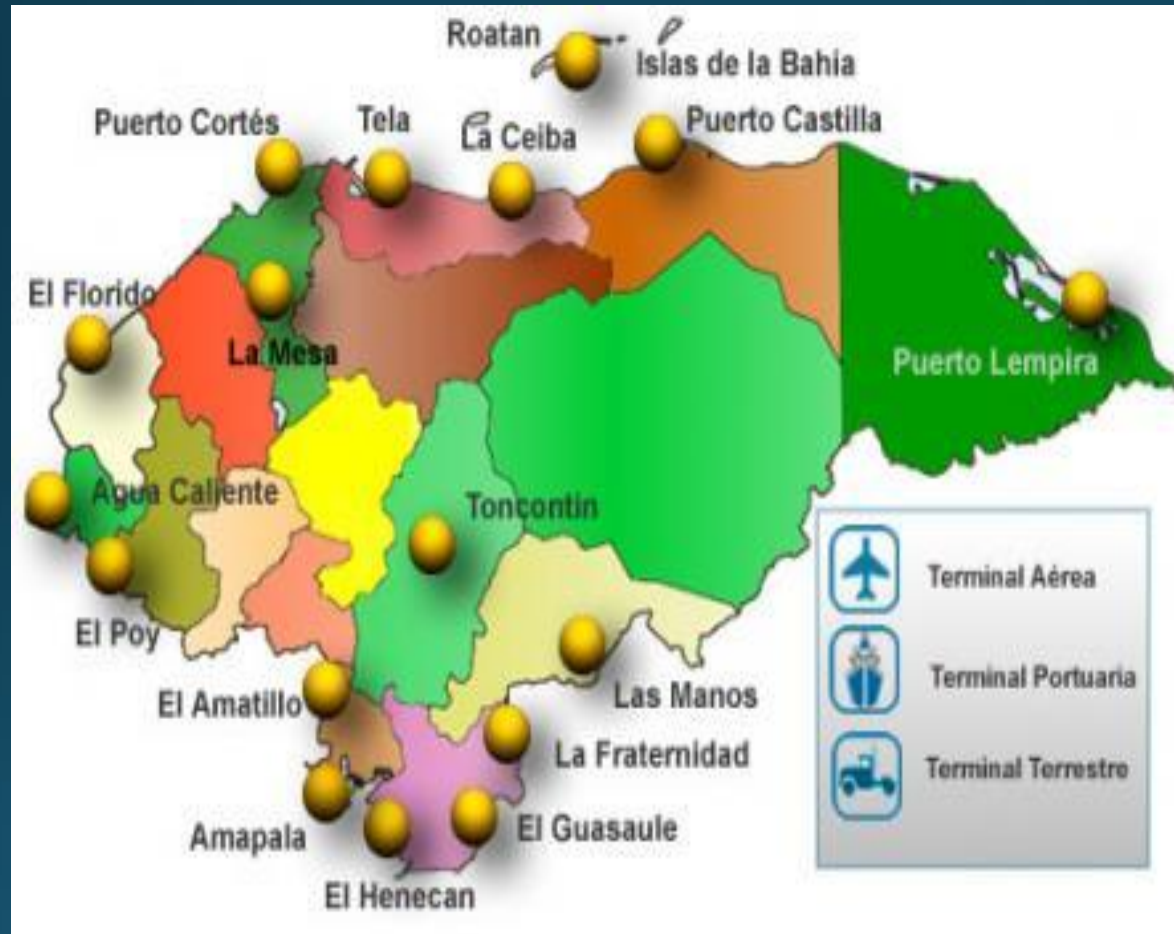 Roatan
Islas de la Bahia
Puerto Cortés
Tela
La Ceiba
Puerto Castilla
El Florido
La Mesa
Puerto Lempira
Agua Caliente
Toncontin
El Poy
El Amatillo
Las Manos
La Fraternidad
Amapala
El Guasaule
El Henecan
Terminal Aérea
Terminal Portuaria
Terminal Terrestre